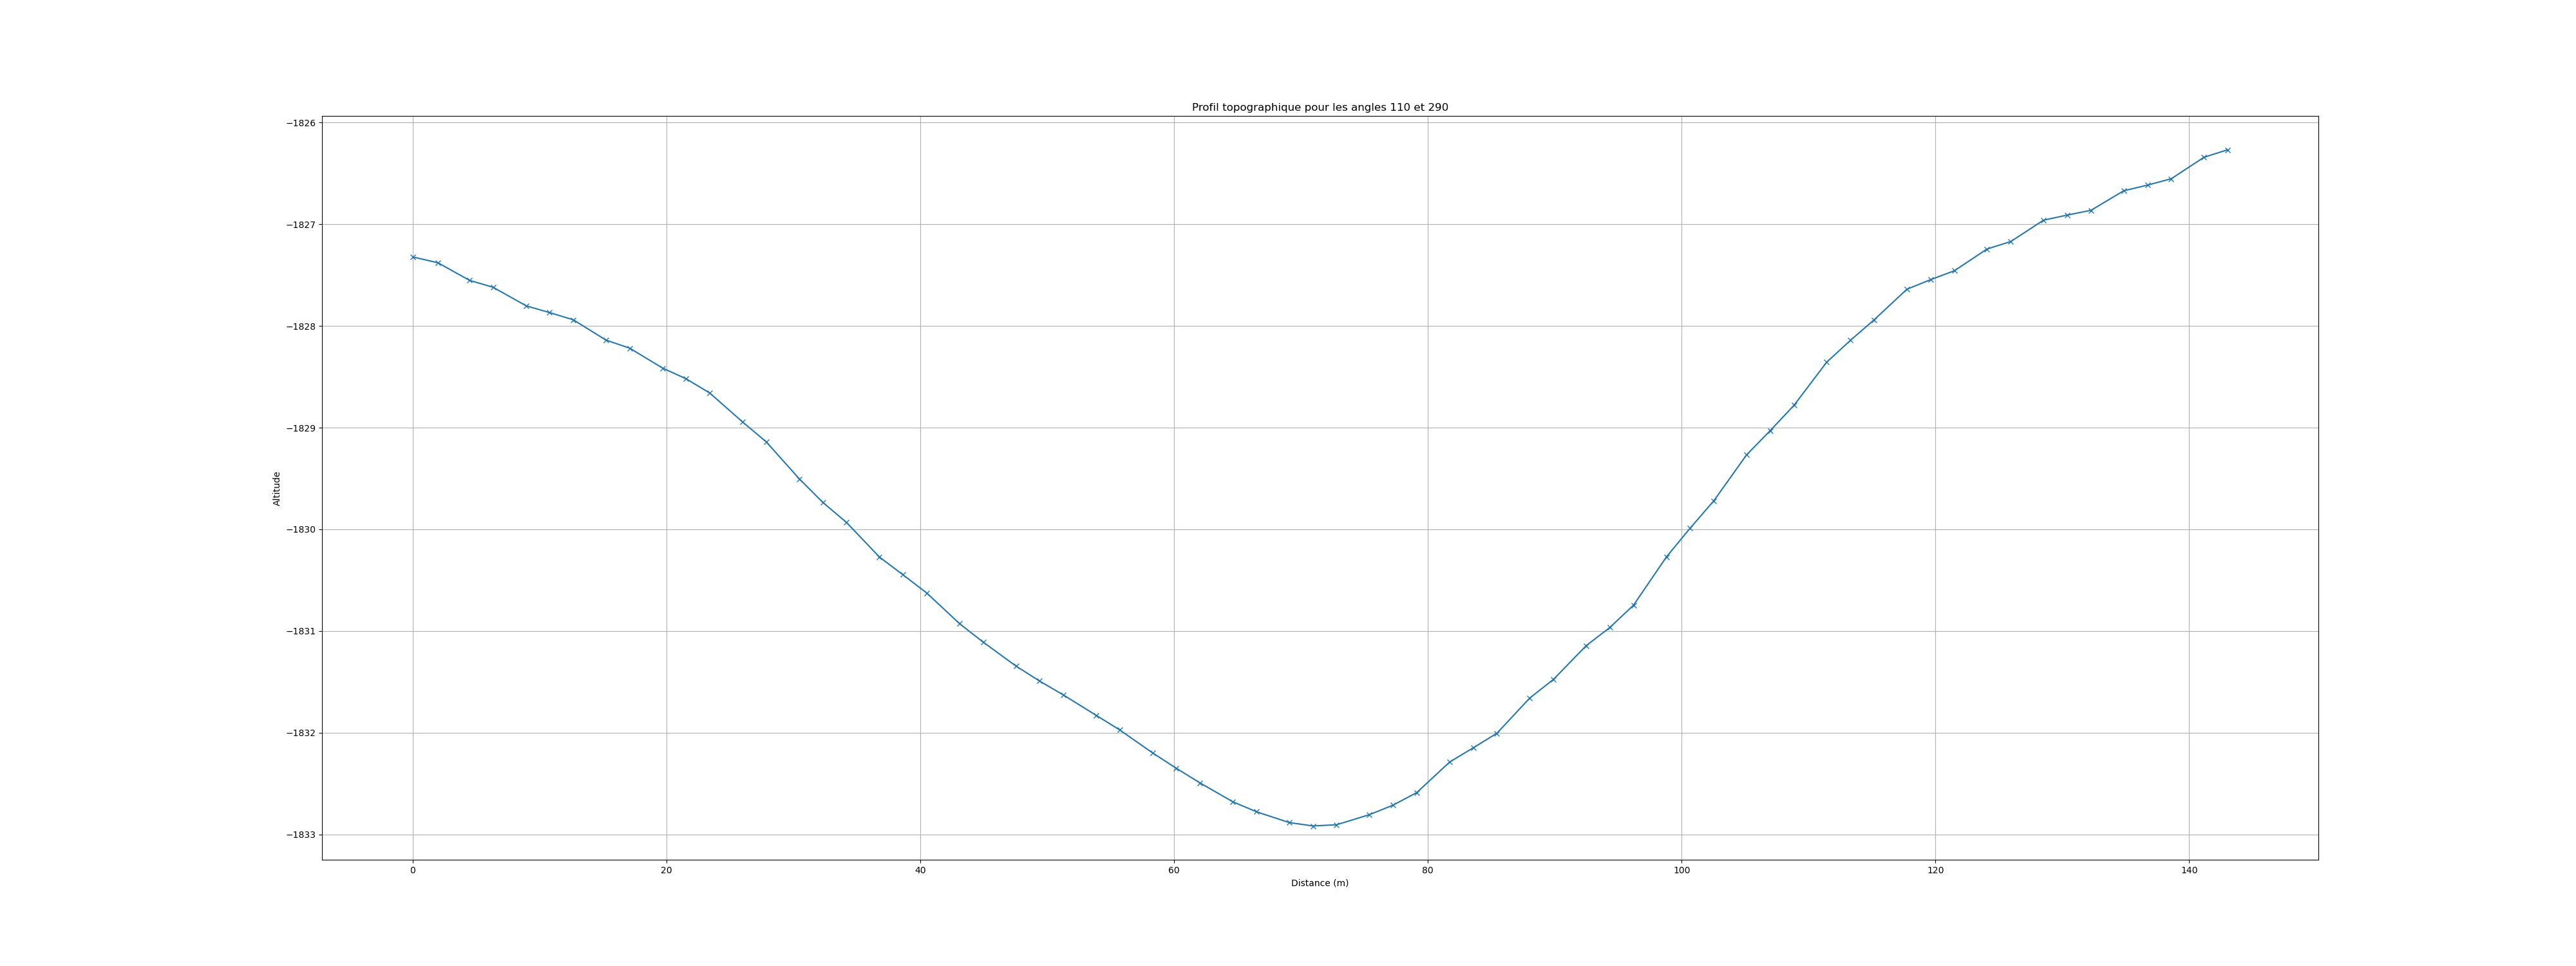 Profil topographique pour les angles 110 et 290
−1826
−1827
−1828
−1829
−1830
−1831
−1832
−1833
Altitude
0 20 40 60 80 100 120 140
Distance (m)